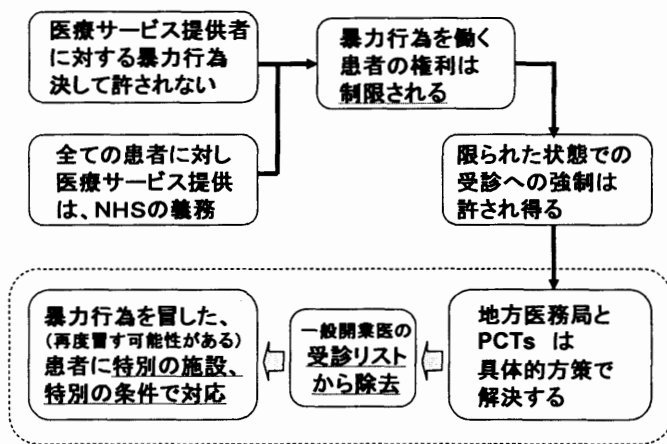 医療サービス提供者
に対する暴力行為
決して許されない
暴力行為を働く
患者の権利は
制限される
全ての患者に対し
医療サービス提供
は、NHSの義務
限られた状態での
受診への強制は
許され得る
地方医務局と
PCTs は
具体的方策で
解決する
一般開業医の
受診リスト
から除去
暴力行為を冒した、
(再度冒す可能性がある)
患者に特別の施設、
特別の条件で対応